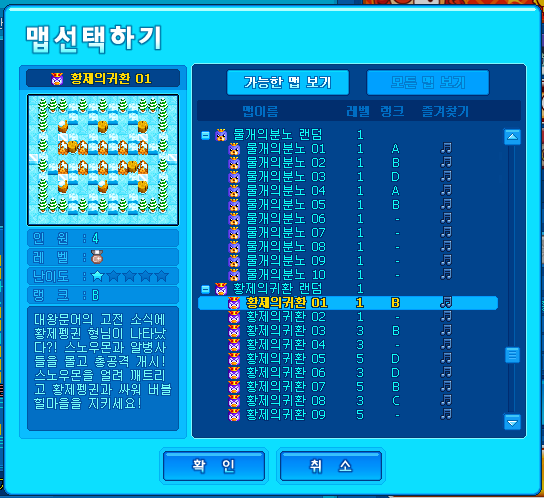 맵선택하기
황제의귀환 01
인 원 : 4
레 벨 :
난이도 :
랭 크 : B
대왕문어의 고전 소식에
황제펭귄 형님이 나타났
다?! 스노우몬과 알병사
들을 몰고 총공격 개시!
스노우몬을 얼려 깨트리
고 황제펭귄과 싸워 버블
힐마을을 지키세요!
가능한 맵 보기 모든 맵 보기
맵이름 레벨 랭크 즐겨찾기
물개의분노 랜덤 1
물개의분노 01 1 A
물개의분노 02 1 B
물개의분노 03 1 D
물개의분노 04 1 A
물개의분노 05 1 B
물개의분노 06 1 -
물개의분노 07 1 -
물개의분노 08 1 -
물개의분노 09 1 -
물개의분노 10 1 -
황제의귀환 랜덤 1
황제의귀환 01 1 B
황제의귀환 02 1 -
황제의귀환 03 3 B
황제의귀환 04 3 -
황제의귀환 05 5 D
황제의귀환 06 3 D
황제의귀환 07 5 B
황제의귀환 08 3 C
황제의귀환 09 5 -
확 인 취 소